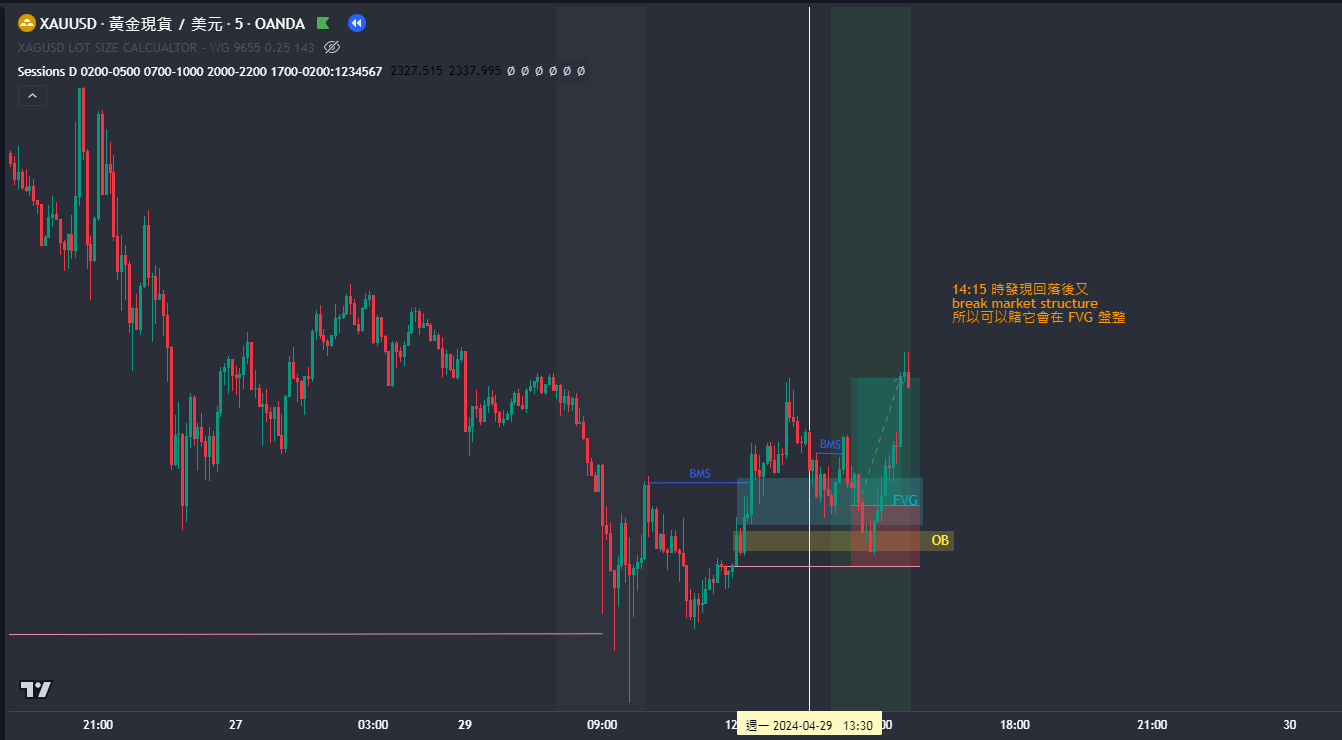 XAUUSD · 黃金現貨 / 美元 · 5 · OANDA
XAGUSD LOT SIZE CALCUALTOR - WG 9655 0.25 143
Sessions D 0200-0500 0700-1000 2000-2200 1700-0200:1234567 2327.515 2337.995 Ø Ø Ø Ø Ø Ø
14:15 時發現回落後又
break market structure
所以可以賭它會在 FVG 盤整
BMS
BMS
FVG
OB
21:00 27 03:00 29 09:00 12 週一 2024-04-29 13:30 :00 18:00 21:00 30